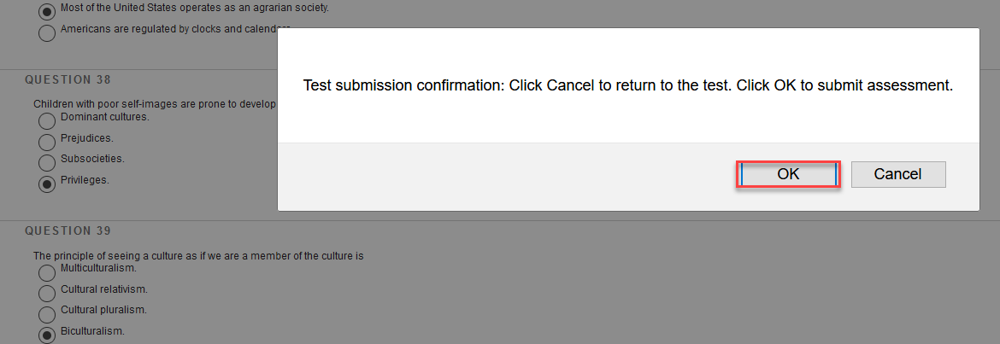 Most of the United States operates as an agrarian society.
Americans are regulated by clocks and
Test submission confirmation: Click Cancel to return to the test. Click OK to submit assessment.
OK
Cancel
QUESTION 38
Children with poor self-images are prone to develop
Dominant cultures.
Prejudices.
Subsocieties.
Privileges.
QUESTION 39
The principle of seeing a culture as if we are a member of the culture is
Multiculturalism.
Cultural relativism.
Cultural pluralism.
Biculturalism.